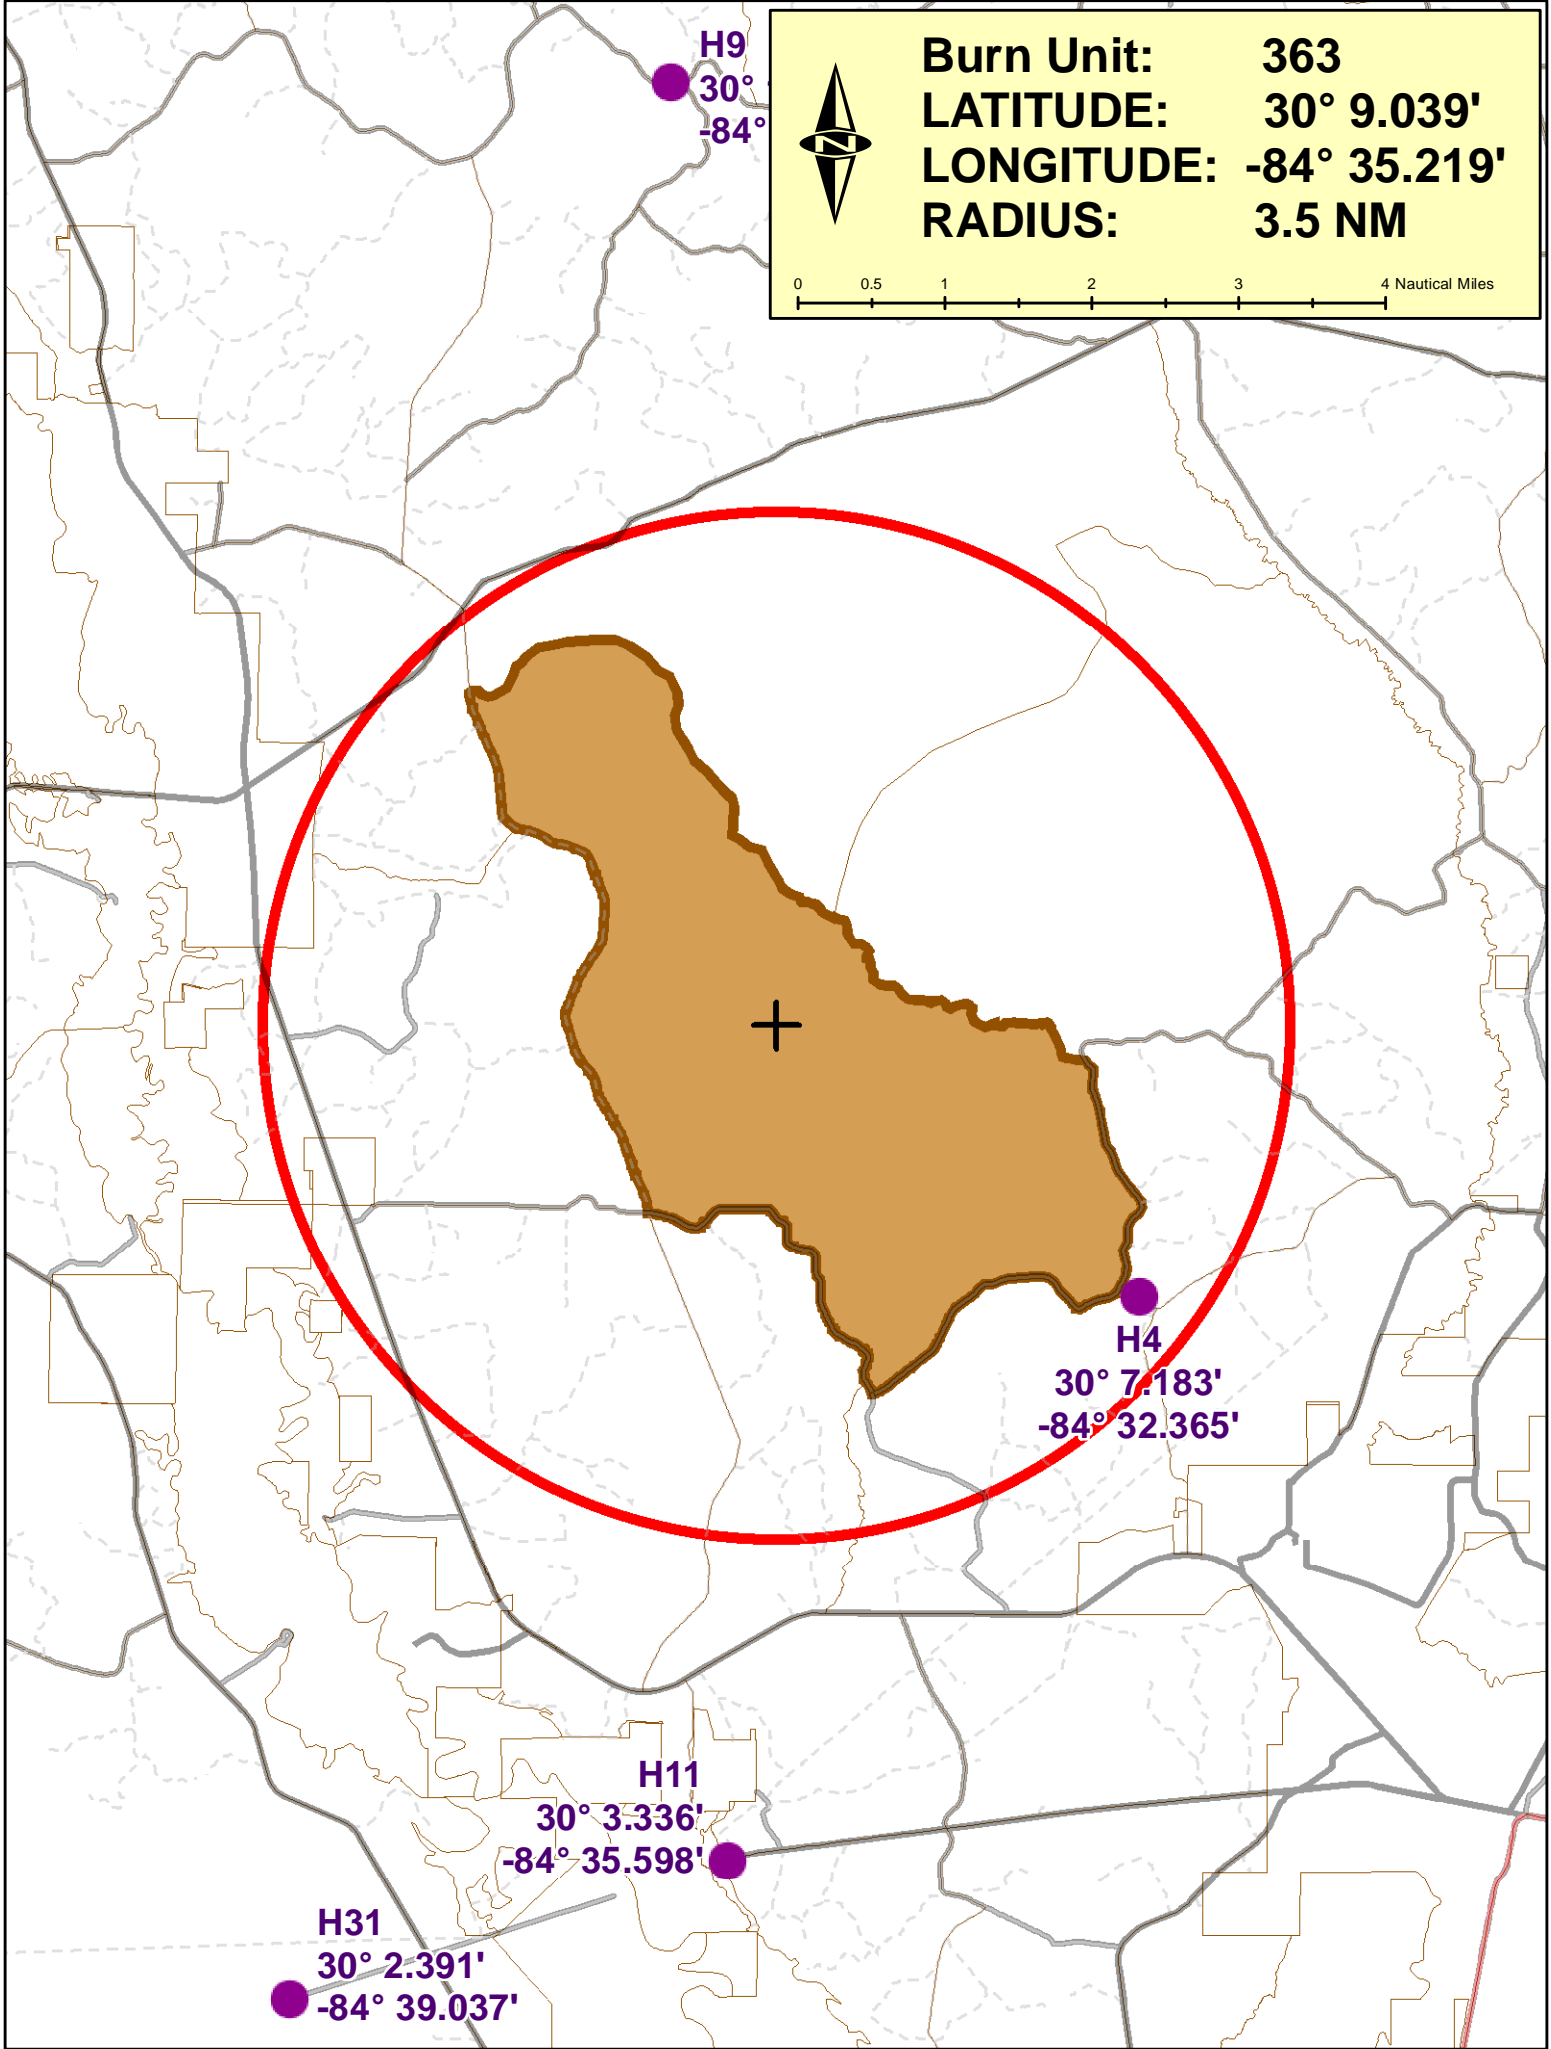 H9
30°
-84°
Burn Unit: 363
LATITUDE: 30° 9.039'
LONGITUDE: -84° 35.219'
RADIUS: 3.5 NM
N
0 0.5 1 2 3 4 Nautical Miles
H4
30° 7.183'
-84° 32.365'
H11
30° 3.336'
-84° 35.598'
H31
30° 2.391'
-84° 39.037'